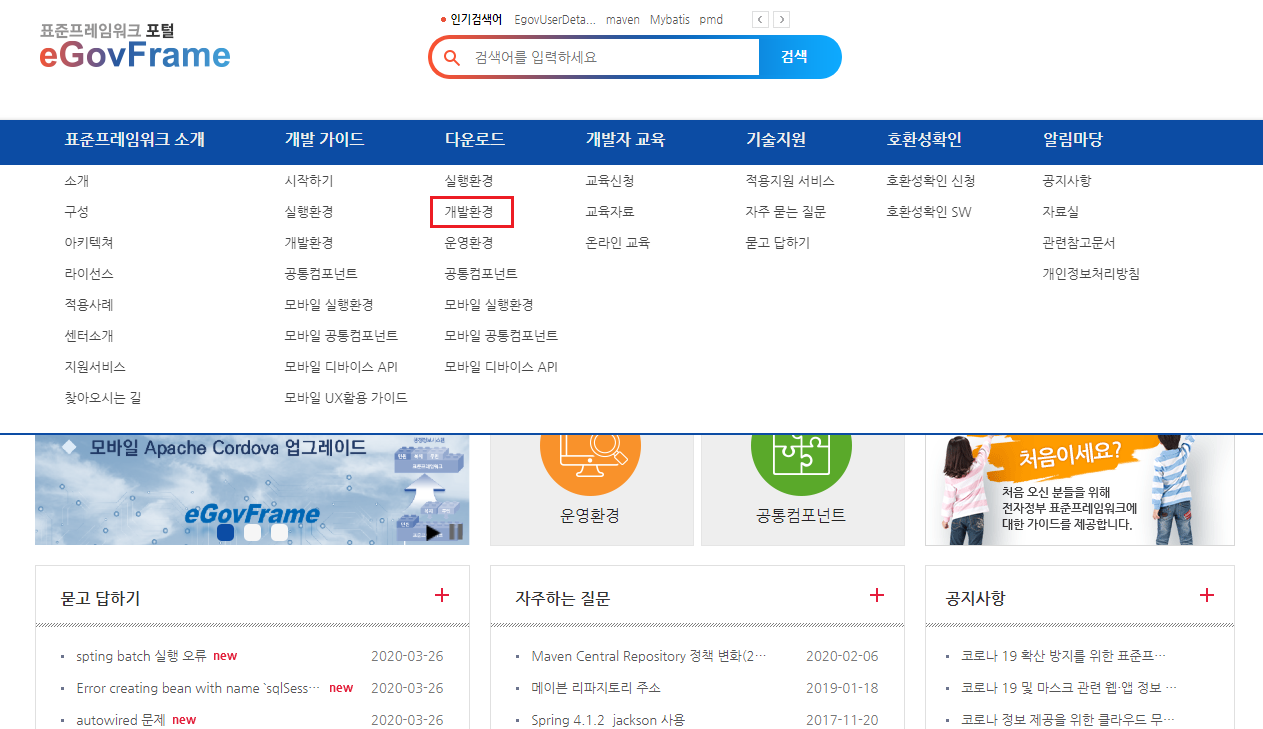 인기검색어 EgovUserDeta... maven Mybatis pmd
표준프레임워크 포털
eGovFrame
검색어를 입력하세요 검색
표준프레임워크 소개 개발 가이드 다운로드 개발자 교육 기술지원 호환성확인 알림마당
소개 시작하기 실행환경 교육신청 적용지원 서비스 호환성확인 신청 공지사항
구성 실행환경 개발환경 교육자료 자주 묻는 질문 호환성확인 SW 자료실
아키텍쳐 개발환경 운영환경 온라인 교육 묻고 답하기 관련참고문서
라이선스 공통컴포넌트 공통컴포넌트 개인정보처리방침
적용사례 모바일 실행환경 모바일 실행환경
센터소개 모바일 공통컴포넌트 모바일 공통컴포넌트
지원서비스 모바일 디바이스 API 모바일 디바이스 API
찾아오시는 길 모바일 UX활용 가이드
모바일 Apache Cordova 업그레이드
eGovFrame
운영환경
공통컴포넌트
처음이세요?
처음 오신 분들을 위해
전자정부 표준프레임워크에
대한 가이드를 제공합니다.
묻고 답하기
spting batch 실행 오류 new 2020-03-26
Error creating bean with name `sqlSess… new 2020-03-26
autowired 문제 new 2020-03-26
자주하는 질문
Maven Central Repository 정책 변화(2… 2020-02-06
메이븐 리파지토리 주소 2019-01-18
Spring 4.1.2 jackson 사용 2017-11-20
공지사항
코로나 19 확산 방지를 위한 표준프…
코로나 19 및 마스크 관련 웹·앱 정보 …
코로나 정보 제공을 위한 클라우드 무…